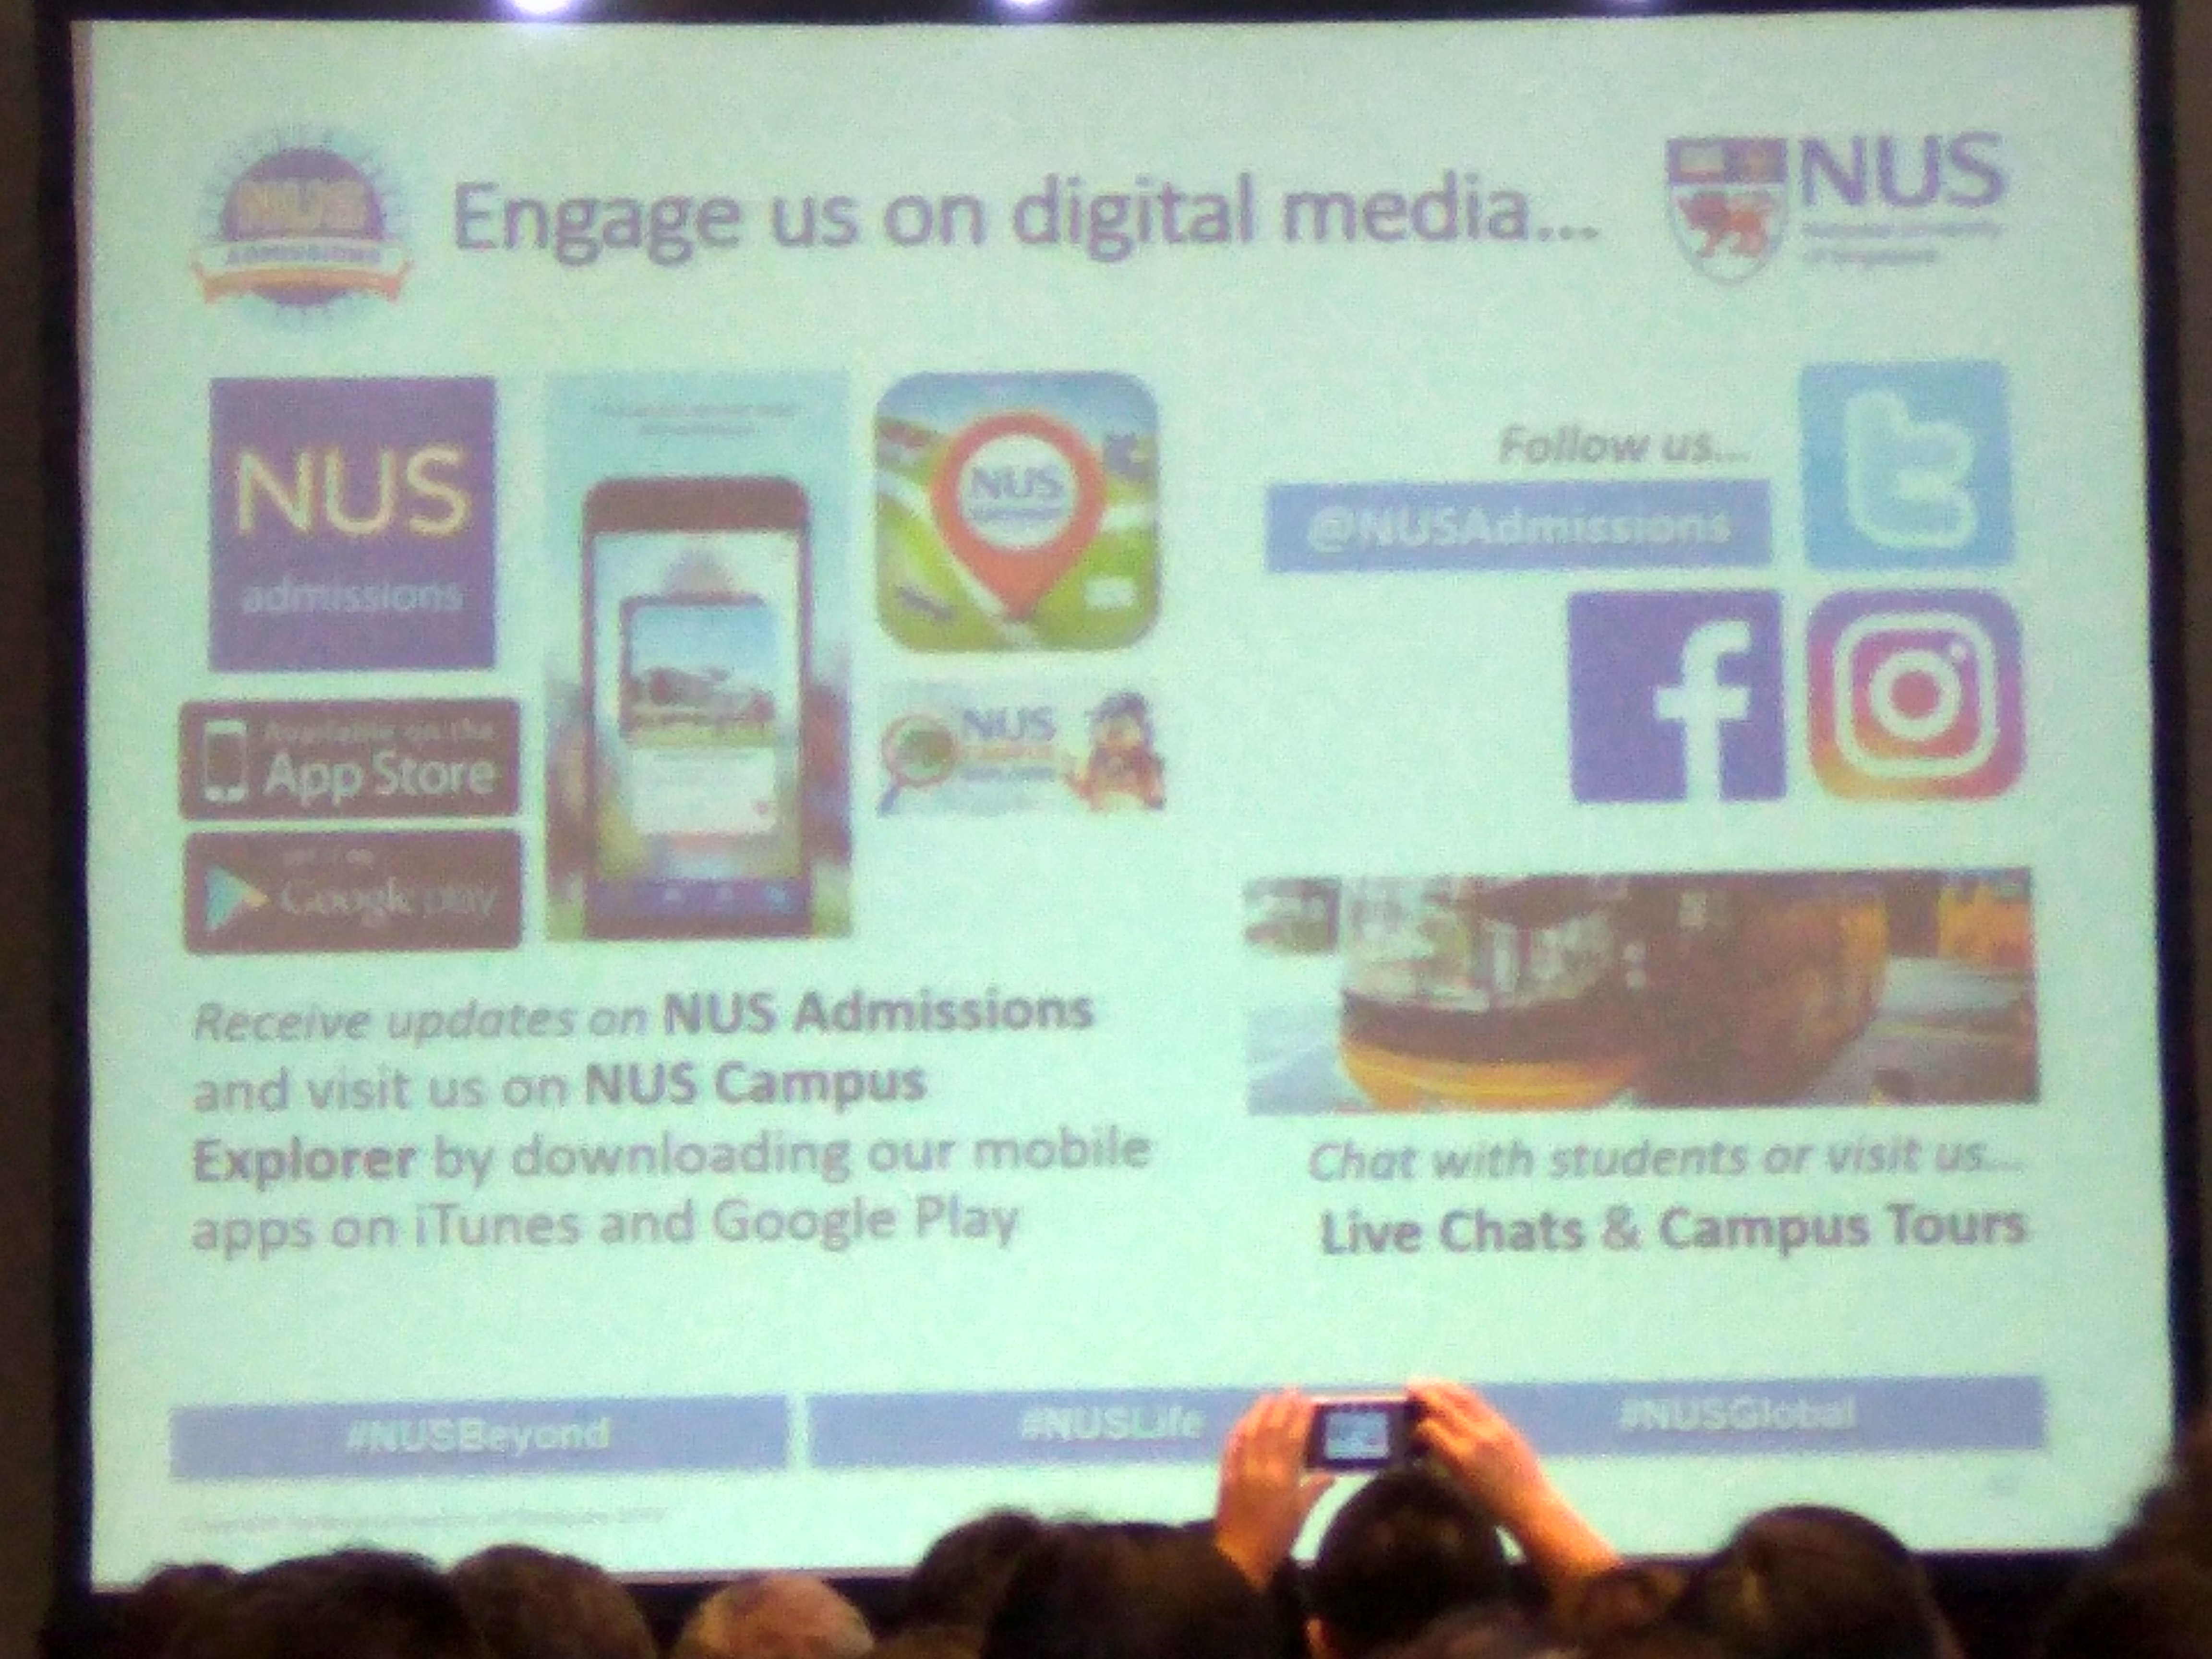 NUS
ADMISSIONS
Engage us on digital media...
NUS
National University
of Singapore
NUS
admissions
Available on the
App Store
GET IT ON
Google play
NUS
NUS
Follow us...
@NUSAdmissions
Receive updates on NUS Admissions
and visit us on NUS Campus
Explorer by downloading our mobile
apps on iTunes and Google Play
Chat with students or visit us...
Live Chats & Campus Tours
#NUSBeyond
#NUSLife
#NUSGlobal